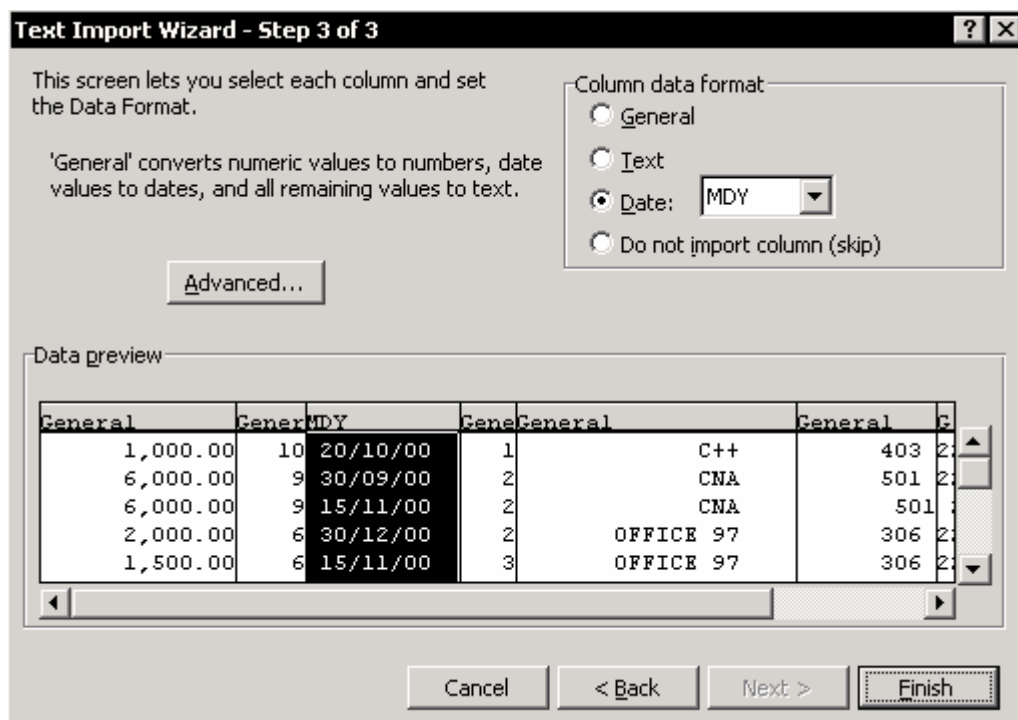 Text Import Wizard - Step 3 of 3
This screen lets you select each column and set
the Data Format.
'General' converts numeric values to numbers, date
values to dates, and all remaining values to text.
Advanced...
Column data format
General
Text
Date: MDY
Do not import column (skip)
Data preview
General Gener MDY Gene General General G
1,000.00 10 20/10/00 1 C++ 403
6,000.00 9 30/09/00 2 CNA 501
6,000.00 9 15/11/00 2 CNA 501
2,000.00 6 30/12/00 2 OFFICE 97 306
1,500.00 6 15/11/00 3 OFFICE 97 306
Cancel < Back Next > Finish